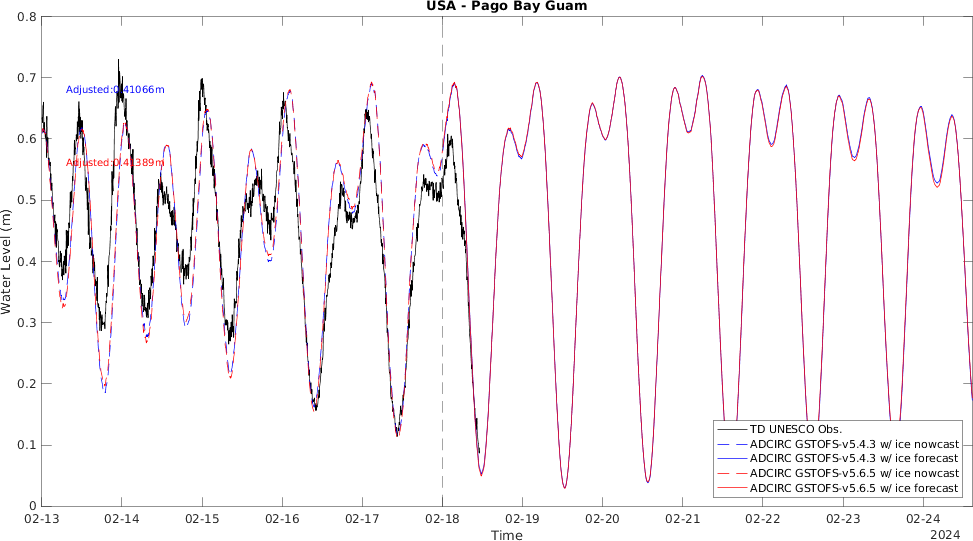 USA - Pago Bay Guam
0.8
0.7
0.6
0.5
0.4
0.3
0.2
0.1
0
Water Level (m)
Adjusted:0.41066m
TD UNESCO Obs.
ADCIRC GSTOFS-v5.4.3 w/ ice nowcast
ADCIRC GSTOFS-v5.4.3 w/ ice forecast
ADCIRC GSTOFS-v5.6.5 w/ ice nowcast
ADCIRC GSTOFS-v5.6.5 w/ ice forecast
02-13 02-14 02-15 02-16 02-17 02-18 02-19 02-20 02-21 02-22 02-23 02-24
Time
2024